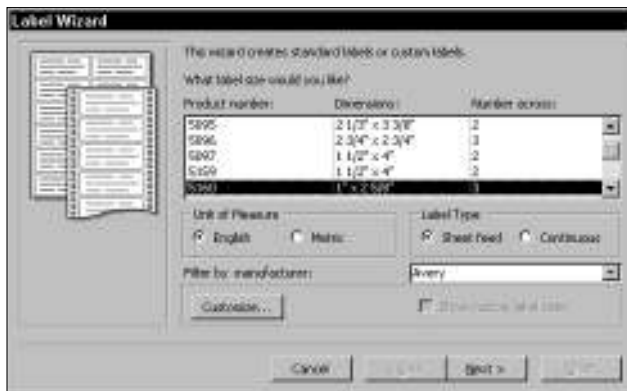 Label Wizard
This wizard creates standard labels or custom labels.
What label size would you like?
Product number: Dimensions: Number across:
5095 2 1/3" x 3 3/8" 2
5096 2 3/4" x 2 3/4" 3
5097 1 1/2" x 4" 2
5159 1 1/2" x 4" 2
5160 1" x 2 5/8" 3
Unit of Measure Label Type
English Metric Sheet feed Continuous
Filter by manufacturer: Avery
Customize...
Cancel Next >